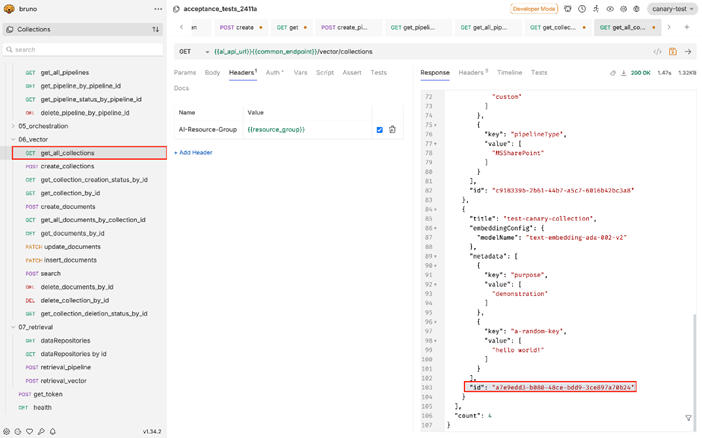 bruno
acceptance_tests_2411a
Developer Mode
Collections
en
POST create
GET get
POST create_pi...
GET get_pipeli...
GET get_all_pip...
GET get_collec...
GET get_all_co...
canary-test
search
GET {{ai_api_url}}{{common_endpoint}}/vector/collections
Params Body Headers1 Auth Vars Script Assert Tests
Docs
Response Headers Timeline Tests
200 OK 1.47s 1.32KB
Name Value
AI-Resource-Group {{resource_group}}
+ Add Header
GET get_all_pipelines
GET get_pipeline_by_pipeline_id
GET get_pipeline_status_by_pipeline_id
DEL delete_pipeline_by_pipeline_id
05_orchestration
06_vector
GET get_all_collections
POST create_collections
GET get_collection_creation_status_by_id
GET get_collection_by_id
POST create_documents
GET get_all_documents_by_collection_id
GET get_documents_by_id
PATCH update_documents
PATCH insert_documents
POST search
DEL delete_documents_by_id
DEL delete_collection_by_id
GET get_collection_deletion_status_by_id
07_retrieval
GET dataRepositories
GET dataRepositories by id
POST retrieval_pipeline
POST retrieval_vector
POST get_token
GET health
v1.34.2
72 "custom"
73 ]
74 },
75 {
76 "key": "pipelineType",
77 "value": [
78 "MSSharePoint"
79 ]
80 }
81 ],
82 "id": "c918339b-2b61-44b7-a5c7-6016b42bc3a8"
83 },
84 {
85 "title": "test-canary-collection",
86 "embeddingConfig": {
87 "modelName": "text-embedding-ada-002-v2"
88 },
89 "metadata": [
90 {
91 "key": "purpose",
92 "value": [
93 "demonstration"
94 ]
95 },
96 {
97 "key": "a-random-key",
98 "value": [
99 "hello world!"
100 ]
101 }
102 ],
103 "id": "a7e9edd3-b080-48ce-bdd9-3ce897a70b24"
104 }
105 ],
106 "count": 4
107 }